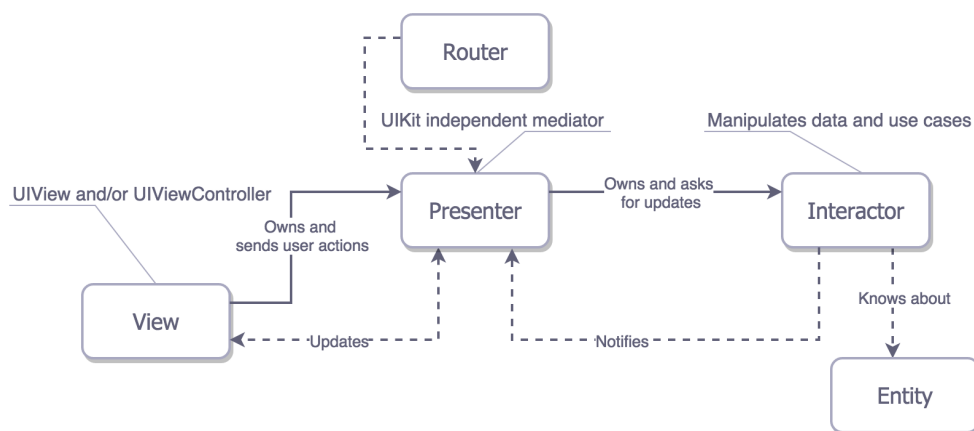 Router
UIKit independent mediator
Manipulates data and use cases
UIView and/or UIViewController
Owns and
sends user actions
Presenter
Owns and asks
for updates
Interactor
Knows about
View
Updates
Notifies
Entity